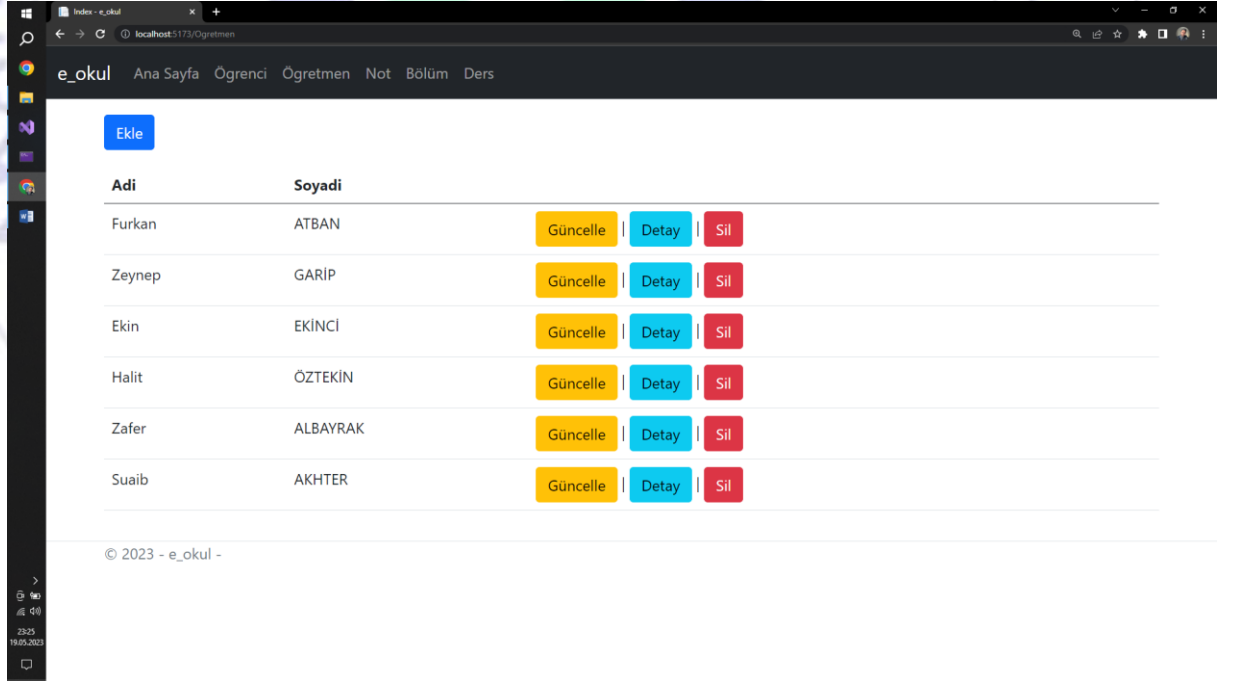 Index - e_okul
localhost:5173/Ogretmen
e_okul Ana Sayfa Ögrenci Ögretmen Not Bölüm Ders
Ekle
Adi Soyadi
Furkan ATBAN Güncelle | Detay | Sil
Zeynep GARİP Güncelle | Detay | Sil
Ekin EKİNCİ Güncelle | Detay | Sil
Halit ÖZTEKİN Güncelle | Detay | Sil
Zafer ALBAYRAK Güncelle | Detay | Sil
Suaib AKHTER Güncelle | Detay | Sil
© 2023 - e_okul -
23:25
19.05.2023